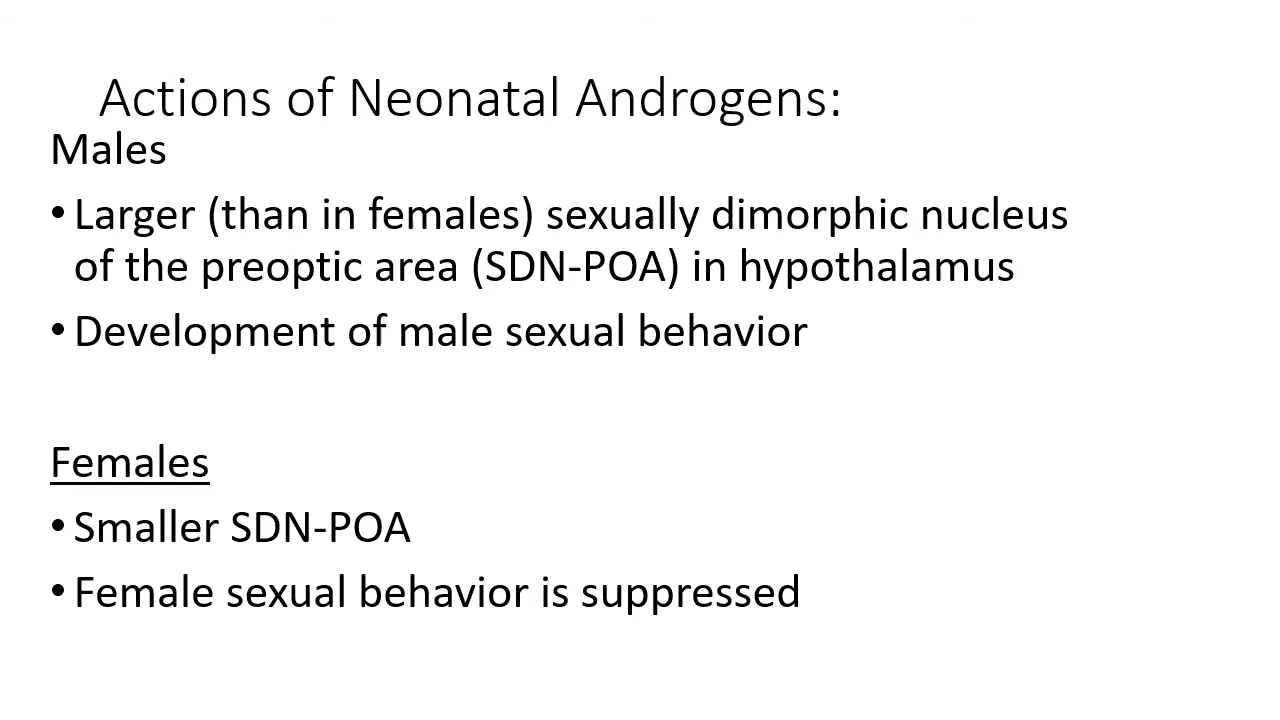 Actions of Neonatal Androgens:
Males
• Larger (than in females) sexually dimorphic nucleus
of the preoptic area (SDN-POA) in hypothalamus
• Development of male sexual behavior
Females
• Smaller SDN-POA
• Female sexual behavior is suppressed